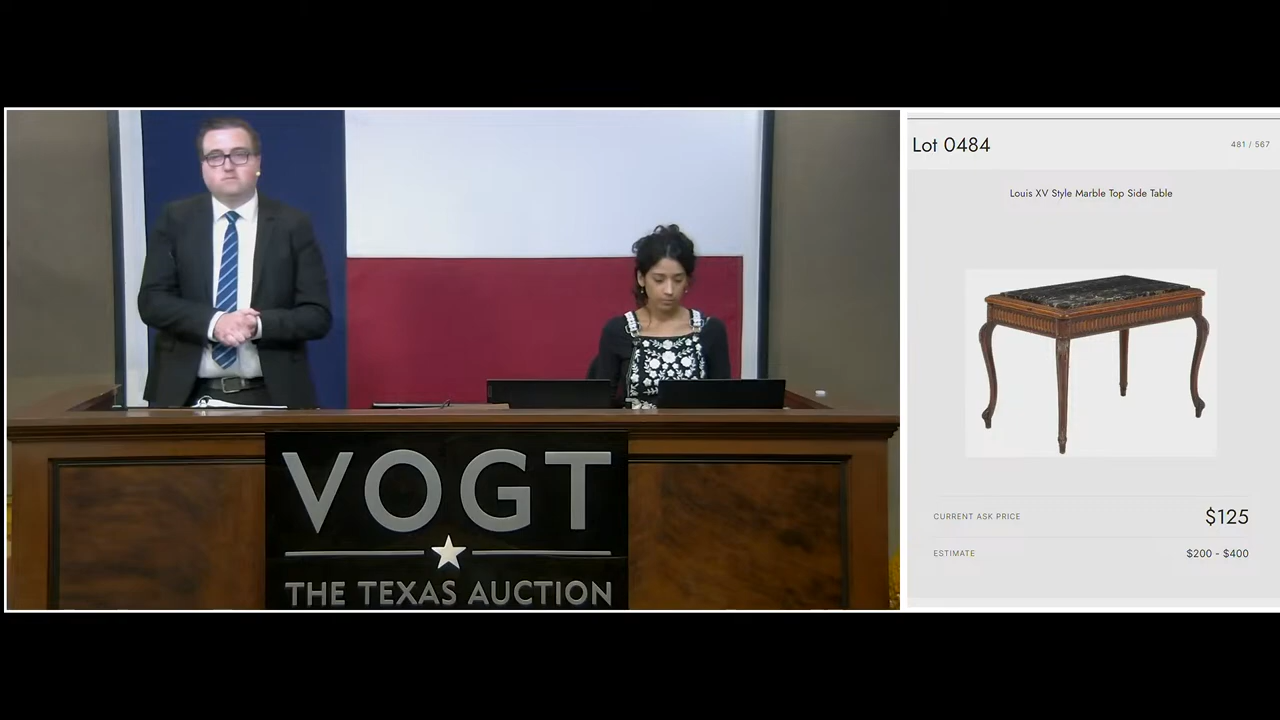 Lot 0484
481 / 567
Louis XV Style Marble Top Side Table
CURRENT ASK PRICE
$125
ESTIMATE
$200 - $400
VOGT
THE TEXAS AUCTION